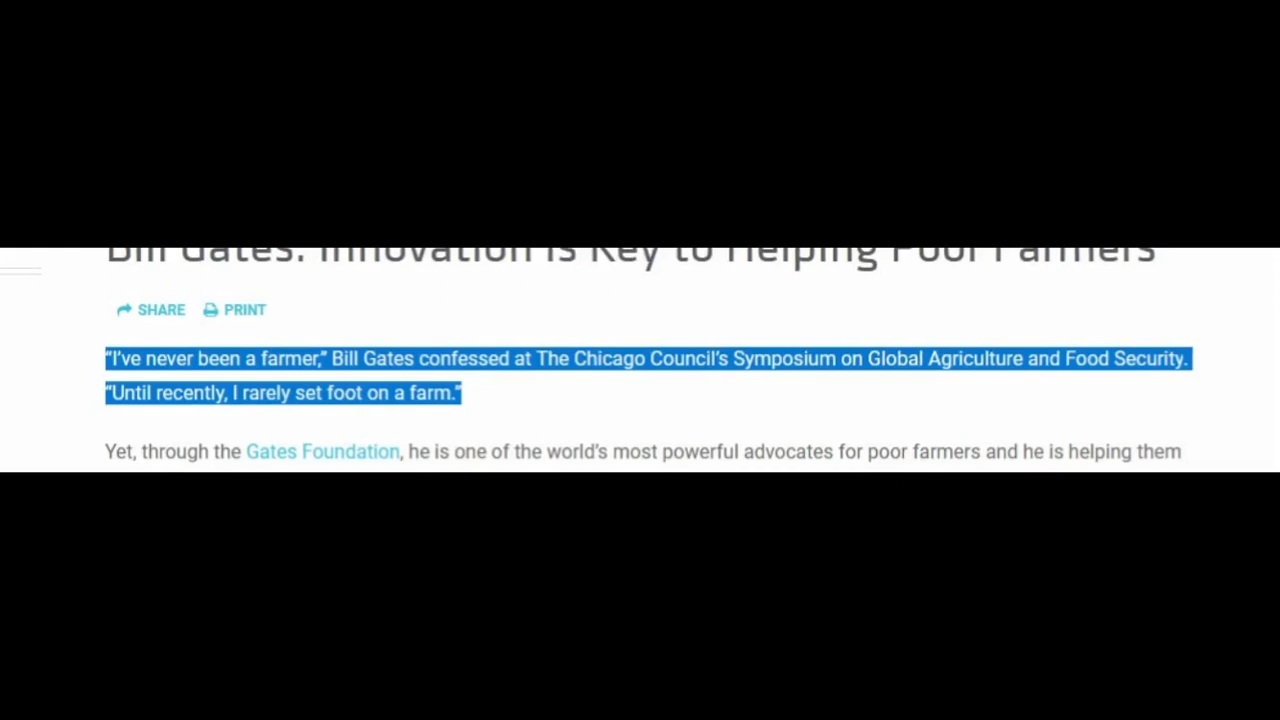 Bill Gates: Innovation is Key to Helping Poor Farmers
SHARE PRINT
“I’ve never been a farmer,” Bill Gates confessed at The Chicago Council’s Symposium on Global Agriculture and Food Security.
“Until recently, I rarely set foot on a farm.”
Yet, through the Gates Foundation, he is one of the world’s most powerful advocates for poor farmers and he is helping them